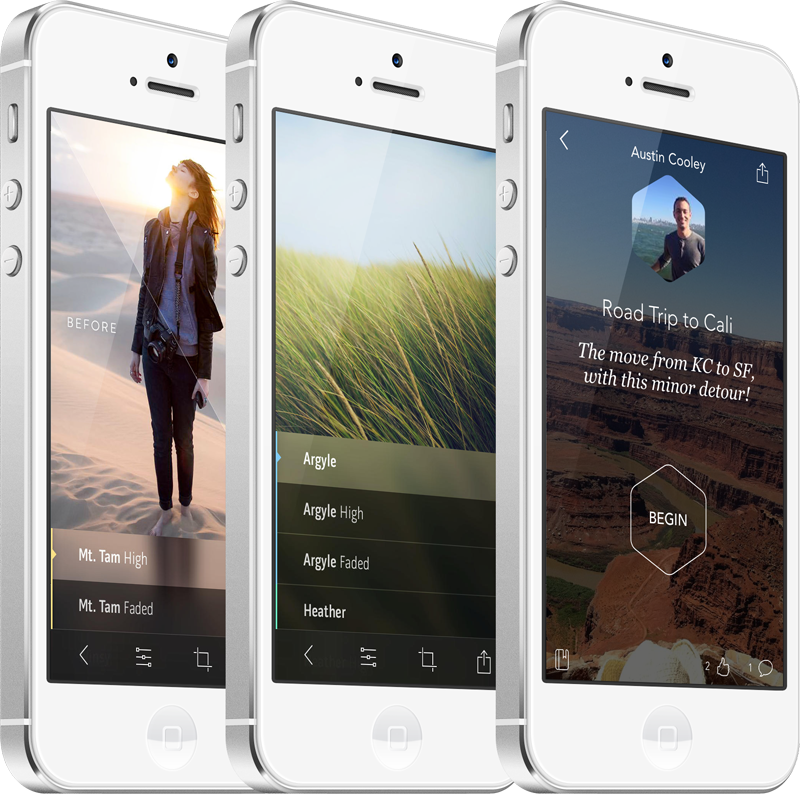 BEFORE
Mt. Tam High
Mt. Tam Faded
Argyle
Argyle High
Argyle Faded
Heather
Austin Cooley
Road Trip to Cali
The move from KC to SF,
with this minor detour!
BEGIN
2
1